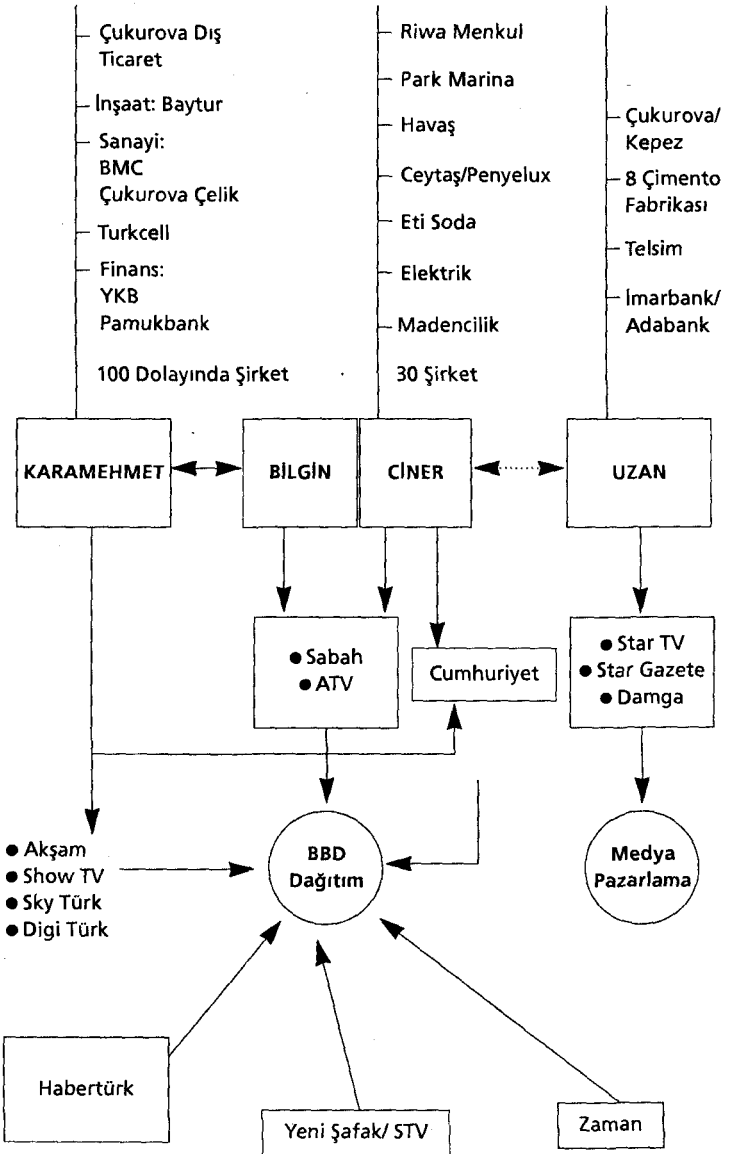 Çukurova Dış
Ticaret
İnşaat: Baytur
Sanayi:
BMC
Çukurova Çelik
Turkcell
Finans:
YKB
Pamukbank
100 Dolayında Şirket
Riwa Menkul
Park Marina
Havaş
Ceytaş/Penyelux
Eti Soda
Elektrik
Madencilik
30 Şirket
Çukurova/
Kepez
8 Çimento
Fabrikası
Telsim
İmarbank/
Adabank
KARAMEHMET
BİLGİN
CİNER
UZAN
● Sabah
● ATV
Cumhuriyet
● Star TV
● Star Gazete
● Damga
● Akşam
● Show TV
● Sky Türk
● Digi Türk
BBD
Dağıtım
Medya
Pazarlama
Habertürk
Yeni Şafak/ STV
Zaman